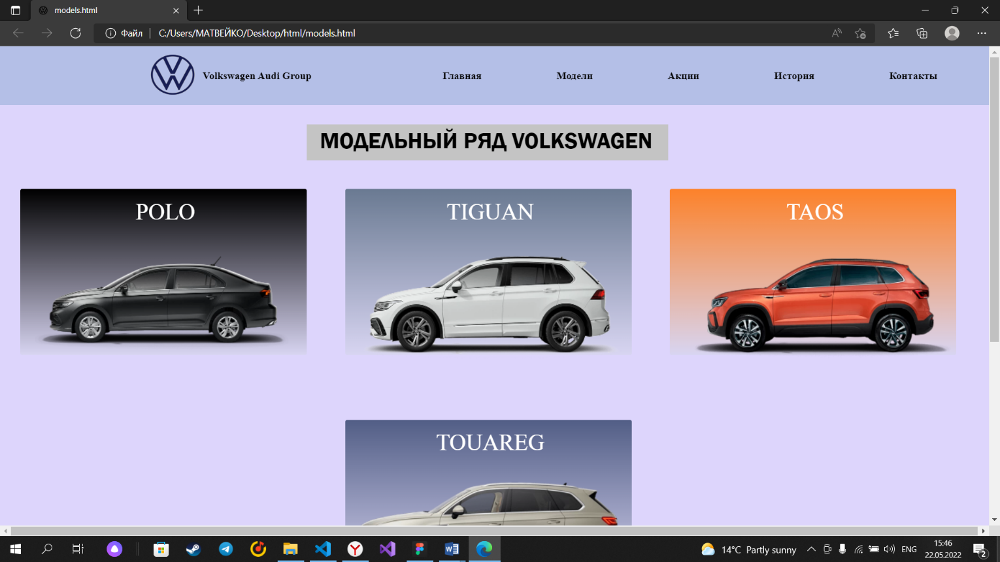 models.html
Файл
C:/Users/МАТВЕЙКО/Desktop/html/models.html
Volkswagen Audi Group
Главная
Модели
Акции
История
Контакты
МОДЕЛЬНЫЙ РЯД VOLKSWAGEN
POLO
TIGUAN
TAOS
TOUAREG
14°C Partly sunny
ENG
15:46
22.05.2022
2